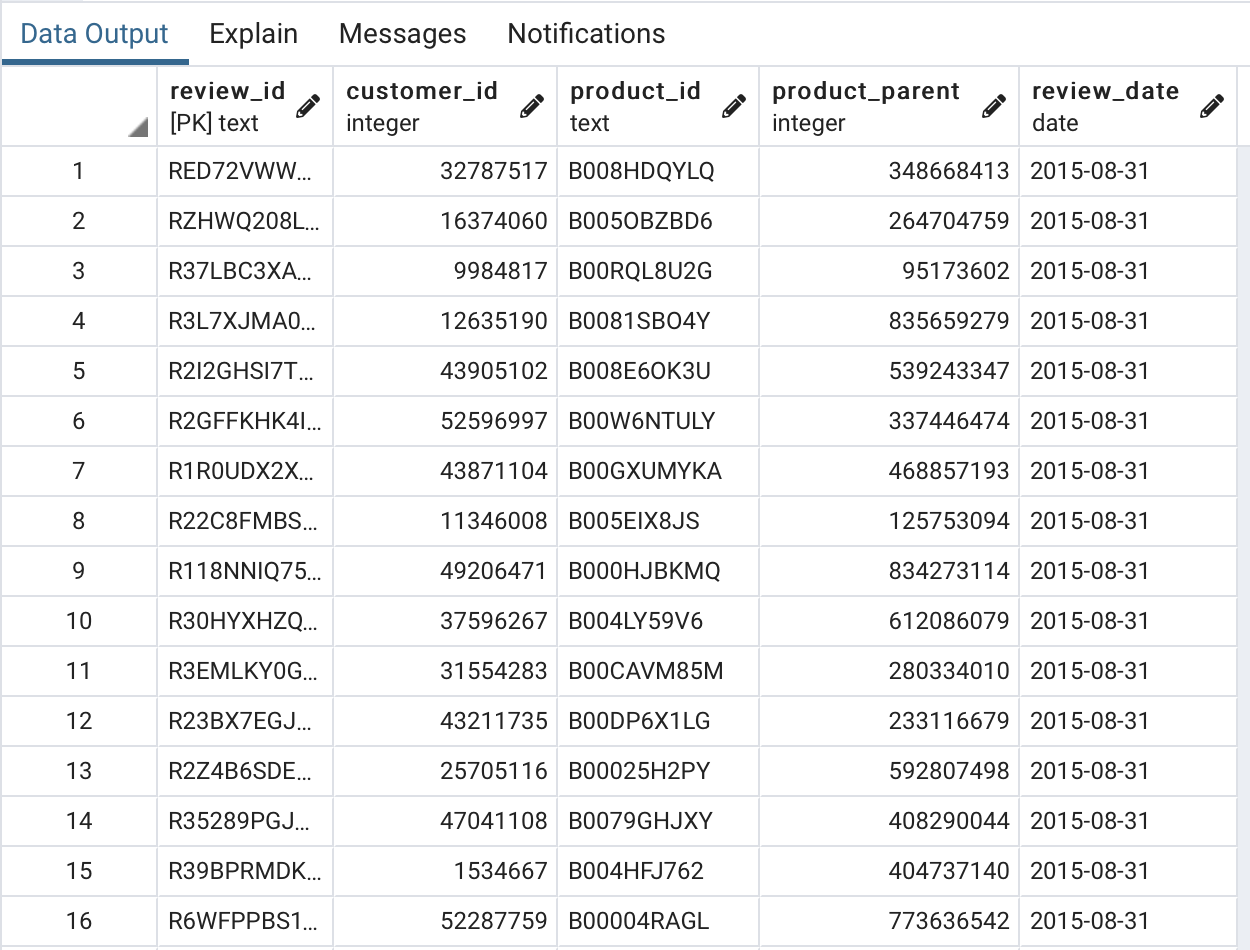 Data Output Explain Messages Notifications
review_id customer_id product_id product_parent review_date
[PK] text integer text integer date
1 RED72VWW... 32787517 B008HDQYLQ 348668413 2015-08-31
2 RZHWQ208L... 16374060 B005OBZBD6 264704759 2015-08-31
3 R37LBC3XA... 9984817 B00RQL8U2G 95173602 2015-08-31
4 R3L7XJMA0... 12635190 B0081SBO4Y 835659279 2015-08-31
5 R2I2GHSI7T... 43905102 B008E6OK3U 539243347 2015-08-31
6 R2GFFKHK4I... 52596997 B00W6NTULY 337446474 2015-08-31
7 R1R0UDX2X... 43871104 B00GXUMYKA 468857193 2015-08-31
8 R22C8FMBS... 11346008 B005EIX8JS 125753094 2015-08-31
9 R118NNIQ75... 49206471 B000HJBKMQ 834273114 2015-08-31
10 R30HYXHZQ... 37596267 B004LY59V6 612086079 2015-08-31
11 R3EMLKY0G... 31554283 B00CAVM85M 280334010 2015-08-31
12 R23BX7EGJ... 43211735 B00DP6X1LG 233116679 2015-08-31
13 R2Z4B6SDE... 25705116 B00025H2PY 592807498 2015-08-31
14 R35289PGJ... 47041108 B0079GHJXY 408290044 2015-08-31
15 R39BPRMDK... 1534667 B004HFJ762 404737140 2015-08-31
16 R6WFPPBS1... 52287759 B00004RAGL 773636542 2015-08-31